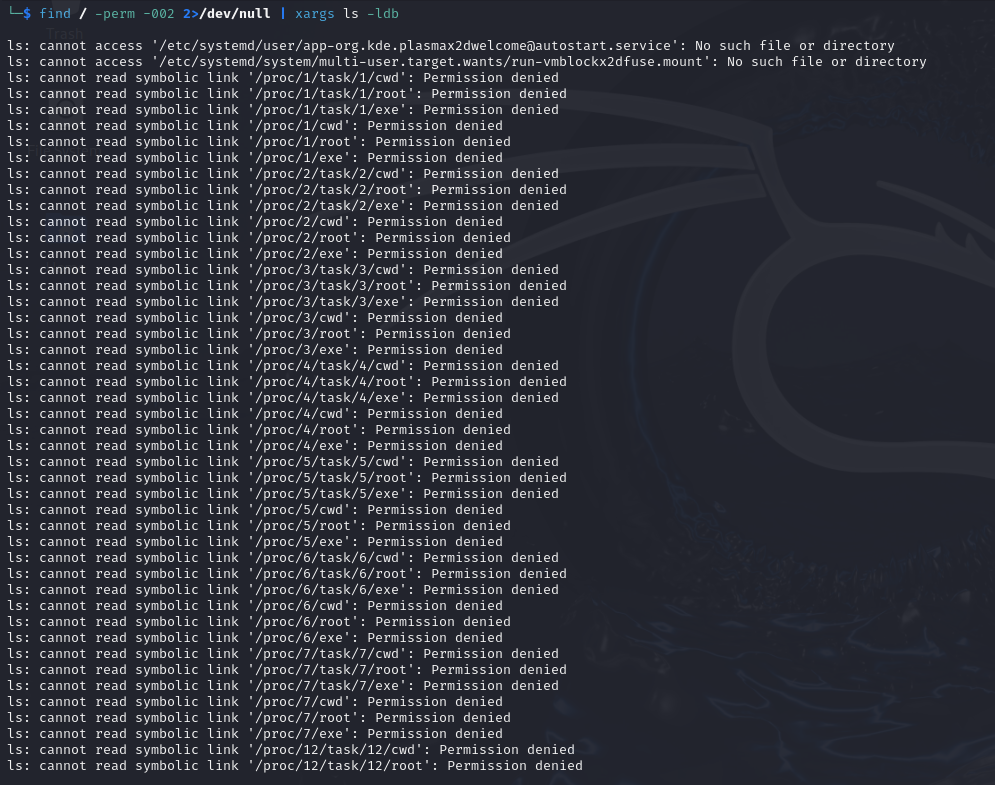 └─$ find / -perm -002 2>/dev/null | xargs ls -ldb
Trash
ls: cannot access '/etc/systemd/user/app-org.kde.plasmax2dwelcome@autostart.service': No such file or directory
ls: cannot access '/etc/systemd/system/multi-user.target.wants/run-vmblockx2dfuse.mount': No such file or directory
ls: cannot read symbolic link '/proc/1/task/1/cwd': Permission denied
ls: cannot read symbolic link '/proc/1/task/1/root': Permission denied
ls: cannot read symbolic link '/proc/1/task/1/exe': Permission denied
ls: cannot read symbolic link '/proc/1/cwd': Permission denied
ls: cannot read symbolic link '/proc/1/root': Permission denied
ls: cannot read symbolic link '/proc/1/exe': Permission denied
ls: cannot read symbolic link '/proc/2/task/2/cwd': Permission denied
ls: cannot read symbolic link '/proc/2/task/2/root': Permission denied
ls: cannot read symbolic link '/proc/2/task/2/exe': Permission denied
ls: cannot read symbolic link '/proc/2/cwd': Permission denied
ls: cannot read symbolic link '/proc/2/root': Permission denied
ls: cannot read symbolic link '/proc/2/exe': Permission denied
ls: cannot read symbolic link '/proc/3/task/3/cwd': Permission denied
ls: cannot read symbolic link '/proc/3/task/3/root': Permission denied
ls: cannot read symbolic link '/proc/3/task/3/exe': Permission denied
ls: cannot read symbolic link '/proc/3/cwd': Permission denied
ls: cannot read symbolic link '/proc/3/root': Permission denied
ls: cannot read symbolic link '/proc/3/exe': Permission denied
ls: cannot read symbolic link '/proc/4/task/4/cwd': Permission denied
ls: cannot read symbolic link '/proc/4/task/4/root': Permission denied
ls: cannot read symbolic link '/proc/4/task/4/exe': Permission denied
ls: cannot read symbolic link '/proc/4/cwd': Permission denied
ls: cannot read symbolic link '/proc/4/root': Permission denied
ls: cannot read symbolic link '/proc/4/exe': Permission denied
ls: cannot read symbolic link '/proc/5/task/5/cwd': Permission denied
ls: cannot read symbolic link '/proc/5/task/5/root': Permission denied
ls: cannot read symbolic link '/proc/5/task/5/exe': Permission denied
ls: cannot read symbolic link '/proc/5/cwd': Permission denied
ls: cannot read symbolic link '/proc/5/root': Permission denied
ls: cannot read symbolic link '/proc/5/exe': Permission denied
ls: cannot read symbolic link '/proc/6/task/6/cwd': Permission denied
ls: cannot read symbolic link '/proc/6/task/6/root': Permission denied
ls: cannot read symbolic link '/proc/6/task/6/exe': Permission denied
ls: cannot read symbolic link '/proc/6/cwd': Permission denied
ls: cannot read symbolic link '/proc/6/root': Permission denied
ls: cannot read symbolic link '/proc/6/exe': Permission denied
ls: cannot read symbolic link '/proc/7/task/7/cwd': Permission denied
ls: cannot read symbolic link '/proc/7/task/7/root': Permission denied
ls: cannot read symbolic link '/proc/7/task/7/exe': Permission denied
ls: cannot read symbolic link '/proc/7/cwd': Permission denied
ls: cannot read symbolic link '/proc/7/root': Permission denied
ls: cannot read symbolic link '/proc/7/exe': Permission denied
ls: cannot read symbolic link '/proc/12/task/12/cwd': Permission denied
ls: cannot read symbolic link '/proc/12/task/12/root': Permission denied